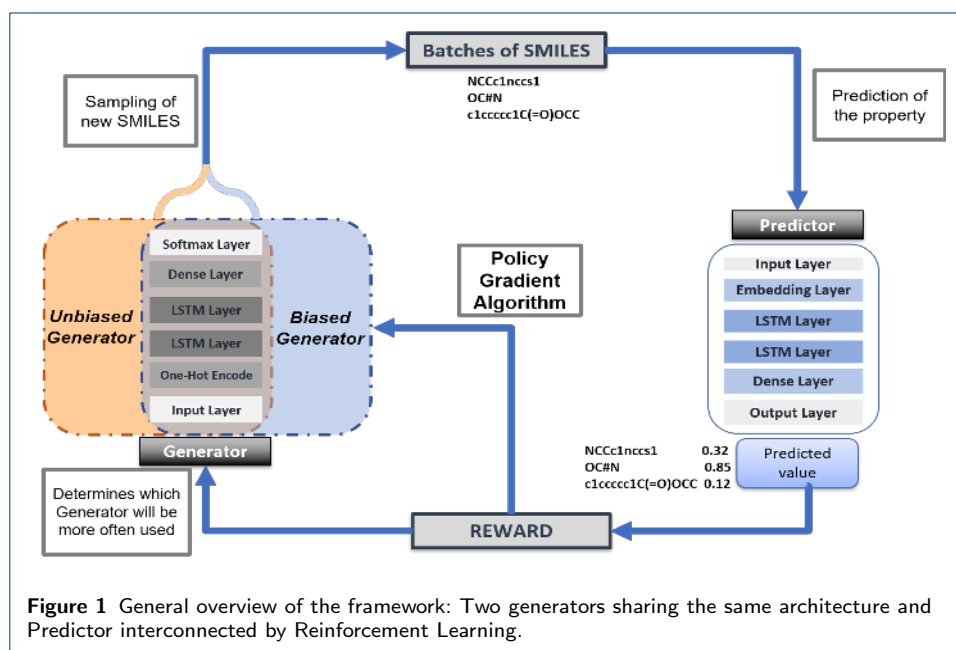 Batches of SMILES
NCCc1nccs1
OC#N
c1ccccc1C(=O)OCC
Sampling of
new SMILES
Prediction of
the property
Predictor
Input Layer
Embedding Layer
LSTM Layer
LSTM Layer
Dense Layer
Output Layer
Policy
Gradient
Algorithm
Unbiased
Generator
Softmax Layer
Dense Layer
LSTM Layer
LSTM Layer
One-Hot Encode
Input Layer
Biased
Generator
Generator
NCCc1nccs1 0.32
OC#N 0.85
c1ccccc1C(=O)OCC 0.12
Predicted
value
Determines which
Generator will be
more often used
REWARD
Figure 1 General overview of the framework: Two generators sharing the same architecture and
Predictor interconnected by Reinforcement Learning.